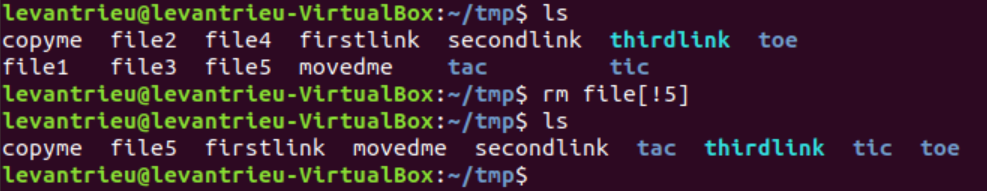 levantrieu@levantrieu-VirtualBox:~/tmp$ ls
copyme  file2  file4  firstlink  secondlink  thirdlink  toe
file1   file3  file5  movedme    tac         tic
levantrieu@levantrieu-VirtualBox:~/tmp$ rm file[!5]
levantrieu@levantrieu-VirtualBox:~/tmp$ ls
copyme  file5  firstlink  movedme  secondlink  tac  thirdlink  tic  toe
levantrieu@levantrieu-VirtualBox:~/tmp$